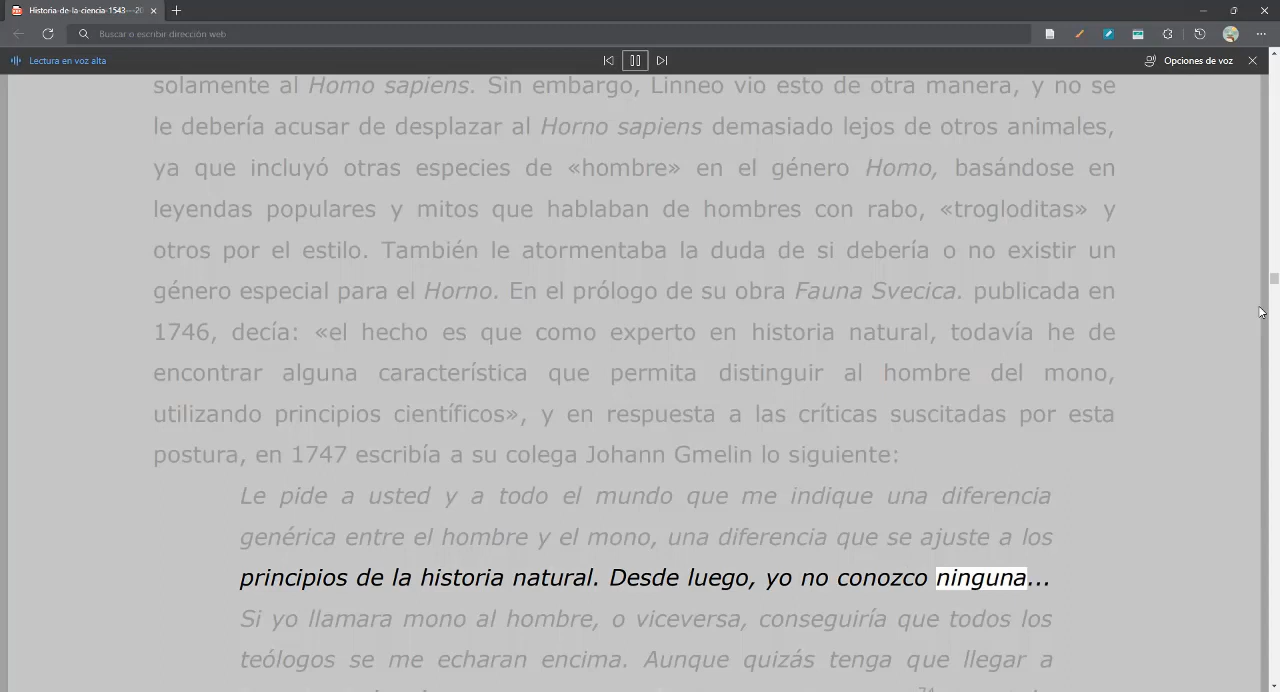 Historia-de-la-ciencia-1543---20
Buscar o escribir dirección web
Lectura en voz alta
Opciones de voz
solamente al Homo sapiens. Sin embargo, Linneo vio esto de otra manera, y no se
le debería acusar de desplazar al Horno sapiens demasiado lejos de otros animales,
ya que incluyó otras especies de «hombre» en el género Homo, basándose en
leyendas populares y mitos que hablaban de hombres con rabo, «trogloditas» y
otros por el estilo. También le atormentaba la duda de si debería o no existir un
género especial para el Horno. En el prólogo de su obra Fauna Svecica. publicada en
1746, decía: «el hecho es que como experto en historia natural, todavía he de
encontrar alguna característica que permita distinguir al hombre del mono,
utilizando principios científicos», y en respuesta a las críticas suscitadas por esta
postura, en 1747 escribía a su colega Johann Gmelin lo siguiente:
Le pide a usted y a todo el mundo que me indique una diferencia
genérica entre el hombre y el mono, una diferencia que se ajuste a los
principios de la historia natural. Desde luego, yo no conozco ninguna...
Si yo llamara mono al hombre, o viceversa, conseguiría que todos los
teólogos se me echaran encima. Aunque quizás tenga que llegar a